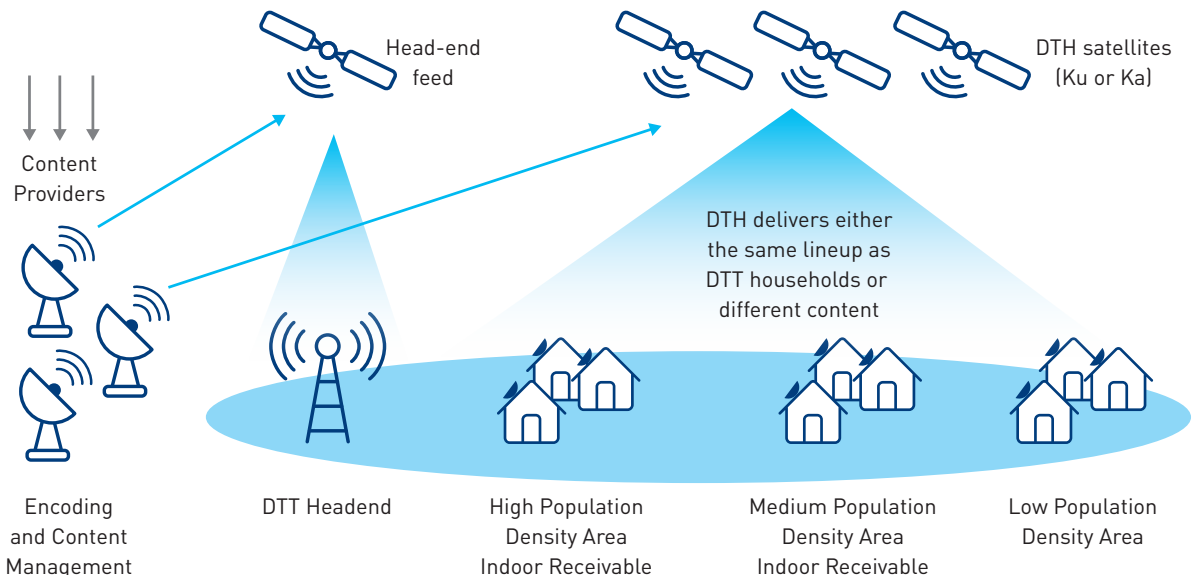 Head-end
feed
DTH satellites
(Ku or Ka)
Content
Providers
DTH delivers either
the same lineup as
DTT households or
different content
Encoding
and Content
Management
DTT Headend
High Population
Density Area
Indoor Receivable
Medium Population
Density Area
Indoor Receivable
Low Population
Density Area